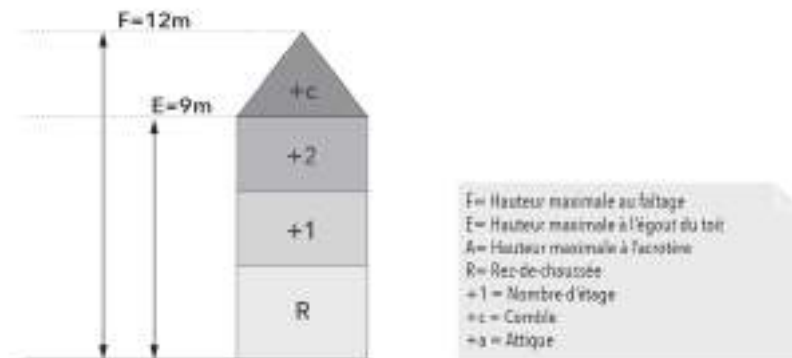 F=12m
E=9m
+c
+2
+1
R
F= Hauteur maximale au faîtage
E= Hauteur maximale à l'égout du toit
A= Hauteur maximale à l'acrotère
R= Rez-de-chaussée
+1 = Nombre d'étage
+c = Comble
+a = Attique